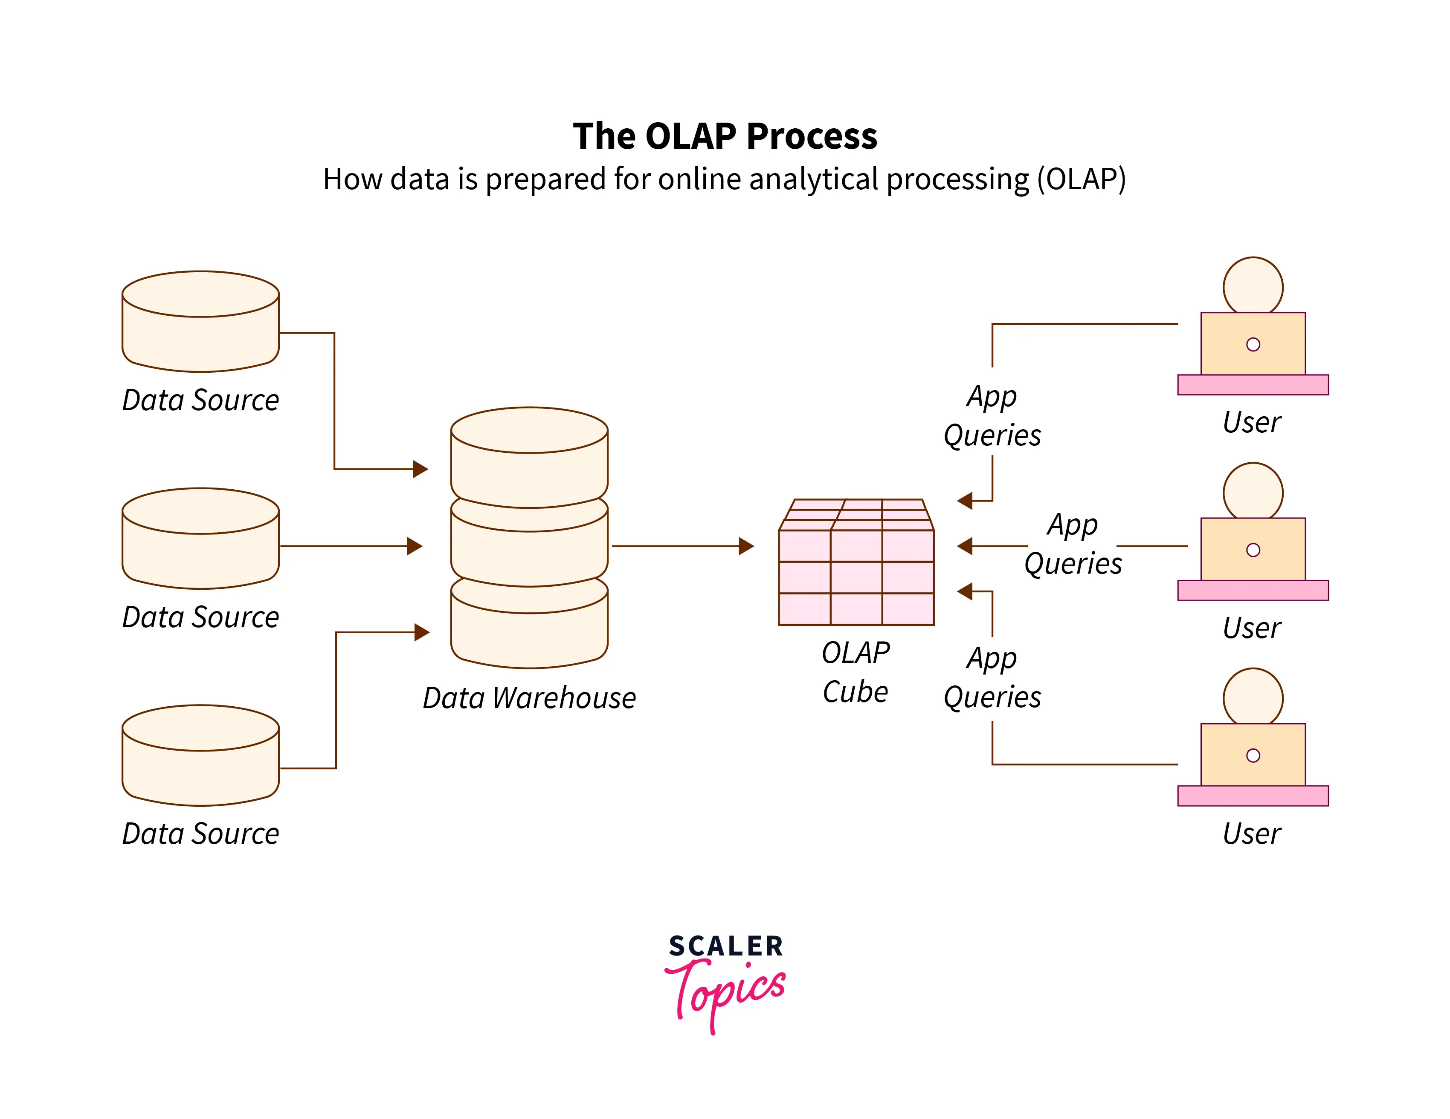 The OLAP Process
How data is prepared for online analytical processing (OLAP)
Data Source
Data Source
Data Source
Data Warehouse
OLAP
Cube
App
Queries
App
Queries
App
Queries
User
User
User
SCALER
Topics